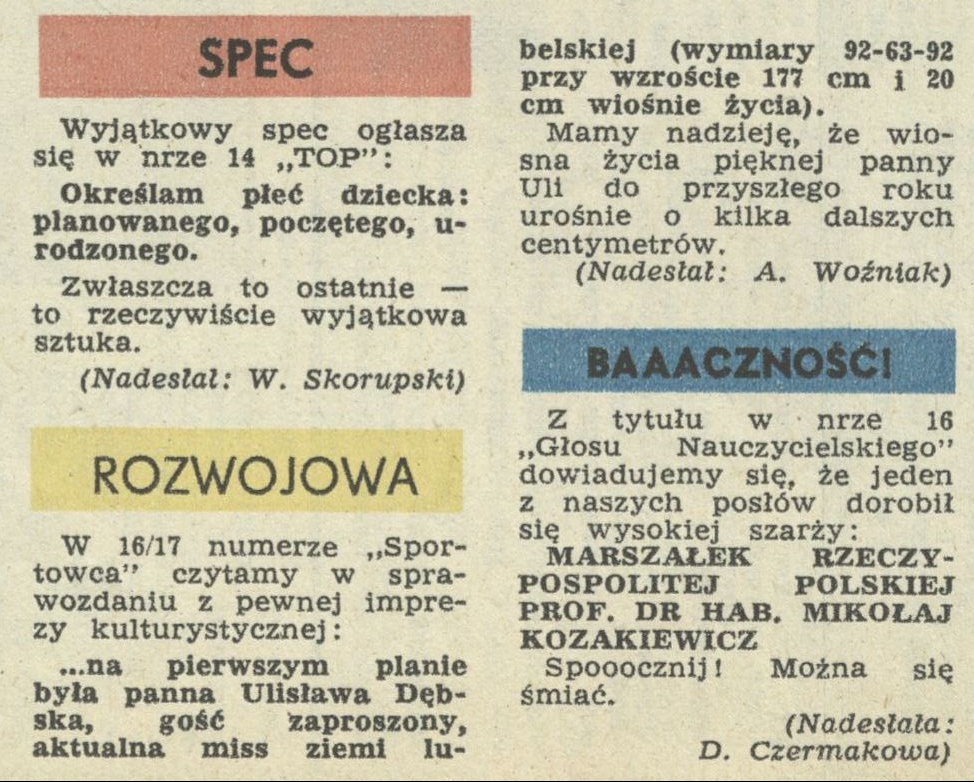 SPEC
Wyjątkowy spec ogłasza
się w nrze 14 „TOP”:
Określam płeć dziecka:
planowanego, poczętego, u-
rodzonego.
Zwłaszcza to ostatnie —
to rzeczywiście wyjątkowa
sztuka.
(Nadesłał: W. Skorupski)
ROZWOJOWA
W 16/17 numerze „Spor-
towca” czytamy w spra-
wozdaniu z pewnej impre-
zy kulturystycznej:
...na pierwszym planie
była panna Ulisława Dęb-
ska, gość zaproszony,
aktualna miss ziemi lu-
belskiej (wymiary 92-63-92
przy wzroście 177 cm i 20
cm wiośnie życia).
Mamy nadzieję, że wio-
sna życia pięknej panny
Uli do przyszłego roku
urośnie o kilka dalszych
centymetrów.
(Nadesłał: A. Woźniak)
BAAACZNOŚĆ!
Z tytułu w nrze 16
„Głosu Nauczycielskiego”
dowiadujemy się, że jeden
z naszych posłów dorobił
się wysokiej szarży:
MARSZAŁEK RZECZY-
POSPOLITEJ POLSKIEJ
PROF. DR HAB. MIKOŁAJ
KOZAKIEWICZ
Spooocznij! Można się
śmiać.
(Nadesłała:
D. Czermakowa)